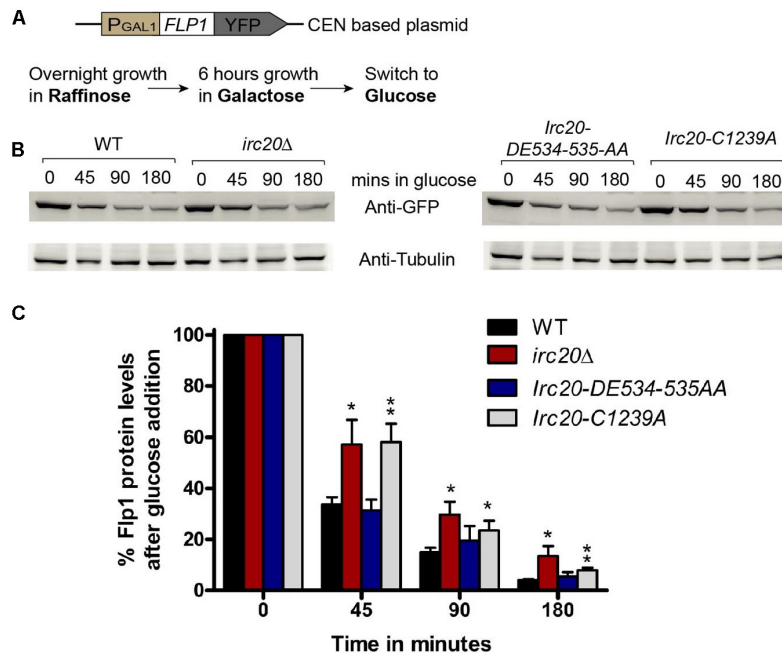 A
PGAL1 FLP1 YFP CEN based plasmid
Overnight growth in Raffinose
6 hours growth in Galactose
Switch to Glucose
B
WT irc20Δ Irc20-DE534-535-AA Irc20-C1239A
0 45 90 180 0 45 90 180 mins in glucose 0 45 90 180 0 45 90 180
Anti-GFP
Anti-Tubulin
C
% Flp1 protein levels after glucose addition
100
80
60
40
20
0
* ** * * * **
WT
irc20Δ
Irc20-DE534-535AA
Irc20-C1239A
0 45 90 180
Time in minutes